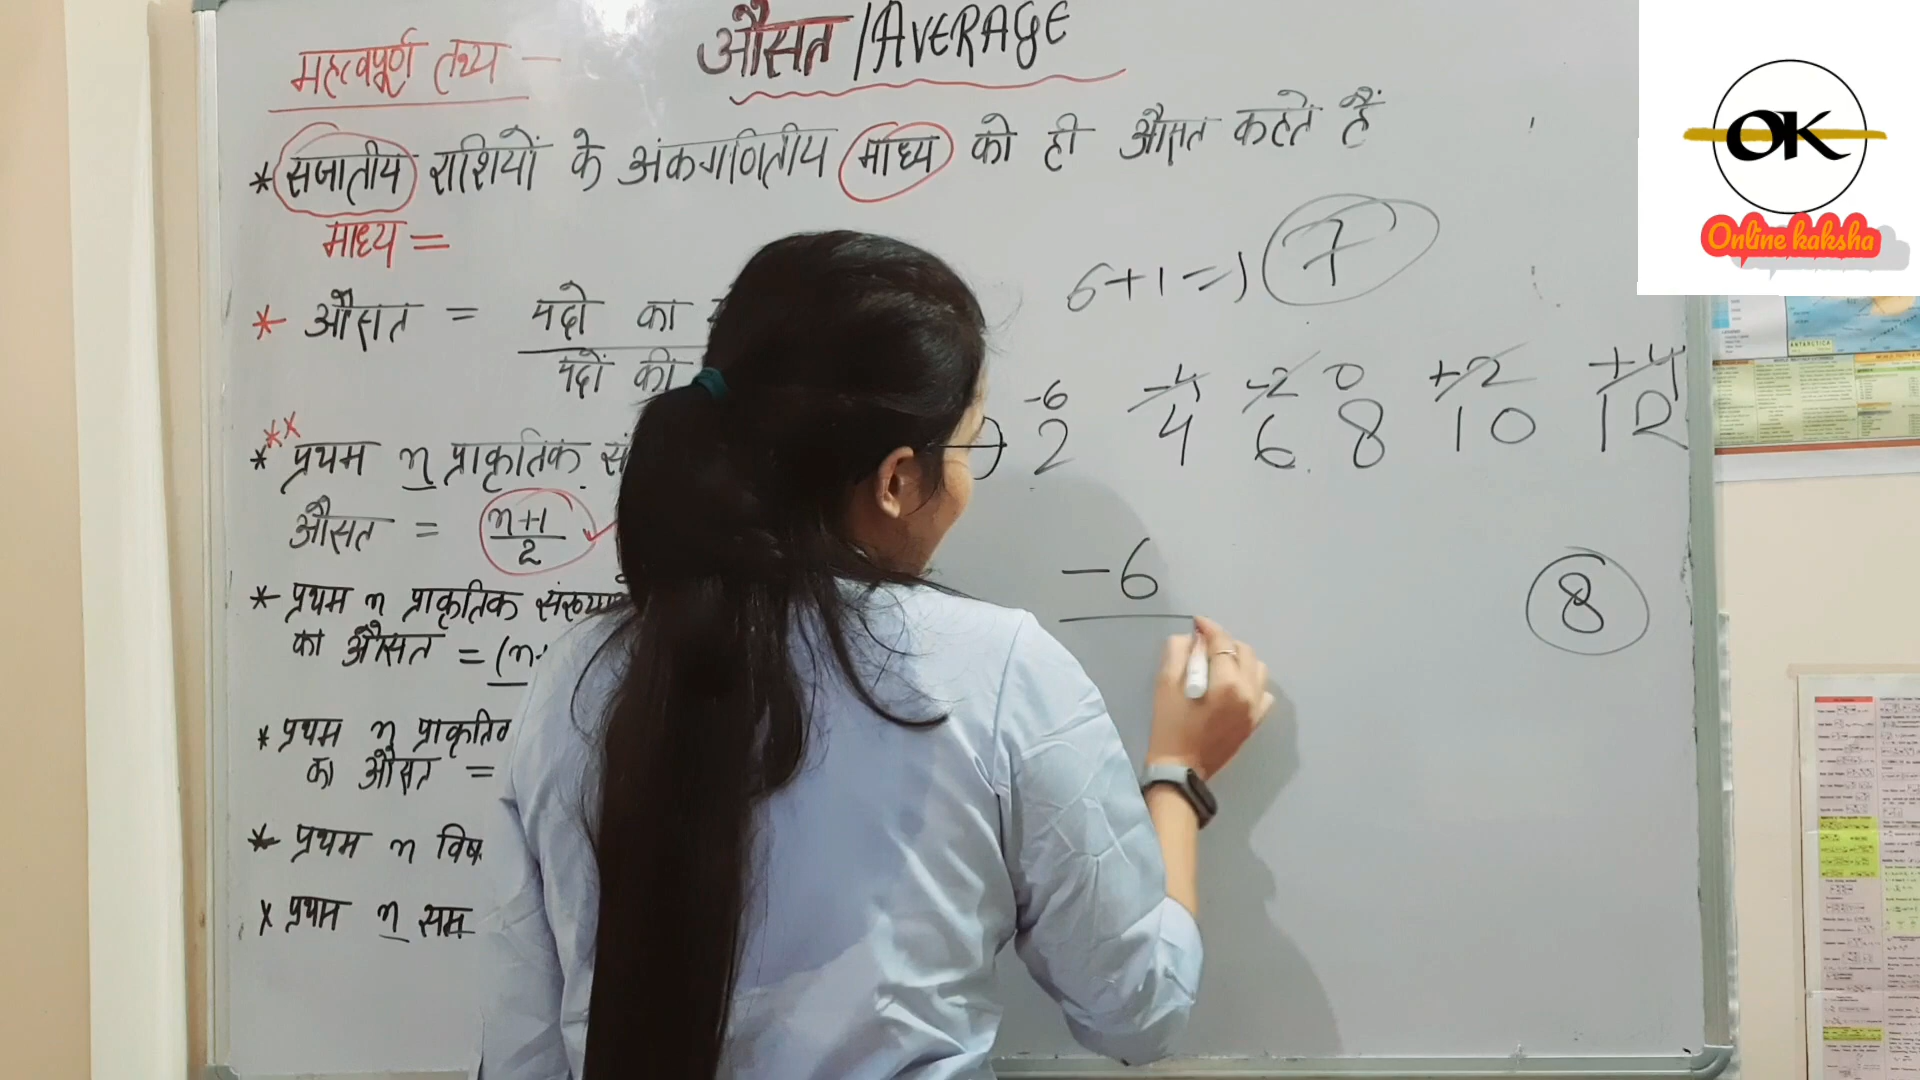 औसत / AVERAGE
महत्वपूर्ण तथ्य —
* सजातीय राशियों के अंकगणितीय माध्य को ही औसत कहते हैं
माध्य =
* औसत = पदों का
पदों की
6+1 => 7
-6 -4 -2 0 +2 +4
2 4 6 8 10 12
*** प्रथम n प्राकृतिक सं
औसत = n+1
2
-6
8
* प्रथम n प्राकृतिक संख्याओं
का औसत = (n+
* प्रथम n प्राकृति
का औसत =
* प्रथम n विष
* प्रथम n सम
OK
Online kaksha